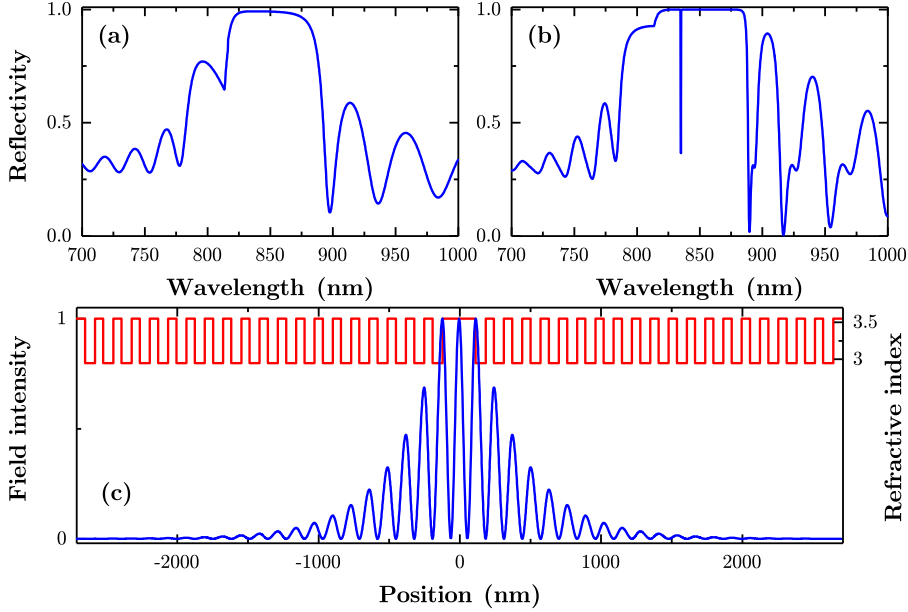 1.0
(a)
0.5
0.0
Reflectivity
700 750 800 850 900 950 1000
Wavelength (nm)
1.0
(b)
0.5
0.0
700 750 800 850 900 950 1000
Wavelength (nm)
1
0
Field intensity
(c)
3.5
3
Refractive index
-2000 -1000 0 1000 2000
Position (nm)